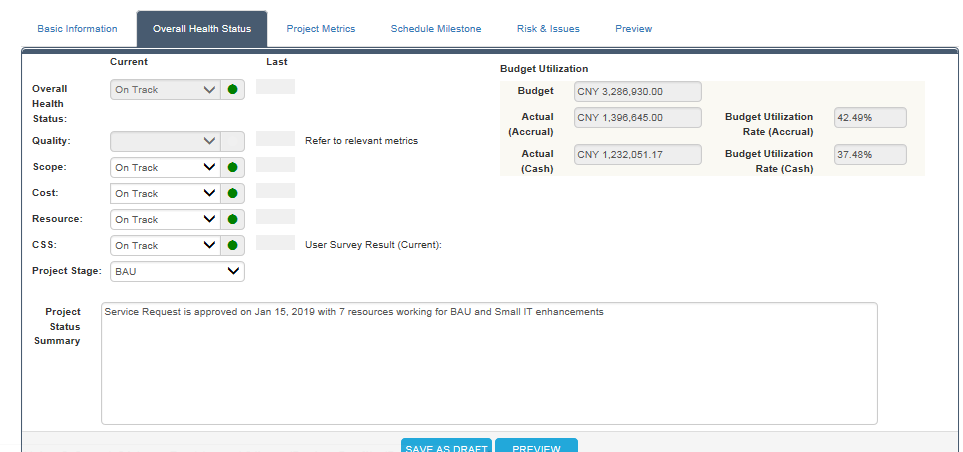 Basic Information Overall Health Status Project Metrics Schedule Milestone Risk & Issues Preview
Current Last
Overall Health Status: On Track
Quality: Refer to relevant metrics
Scope: On Track
Cost: On Track
Resource: On Track
CSS: On Track User Survey Result (Current):
Project Stage: BAU
Budget Utilization
Budget CNY 3,286,930.00
Actual (Accrual) CNY 1,396,645.00 Budget Utilization Rate (Accrual) 42.49%
Actual (Cash) CNY 1,232,051.17 Budget Utilization Rate (Cash) 37.48%
Project Status Summary
Service Request is approved on Jan 15, 2019 with 7 resources working for BAU and Small IT enhancements
SAVE AS DRAFT PREVIEW